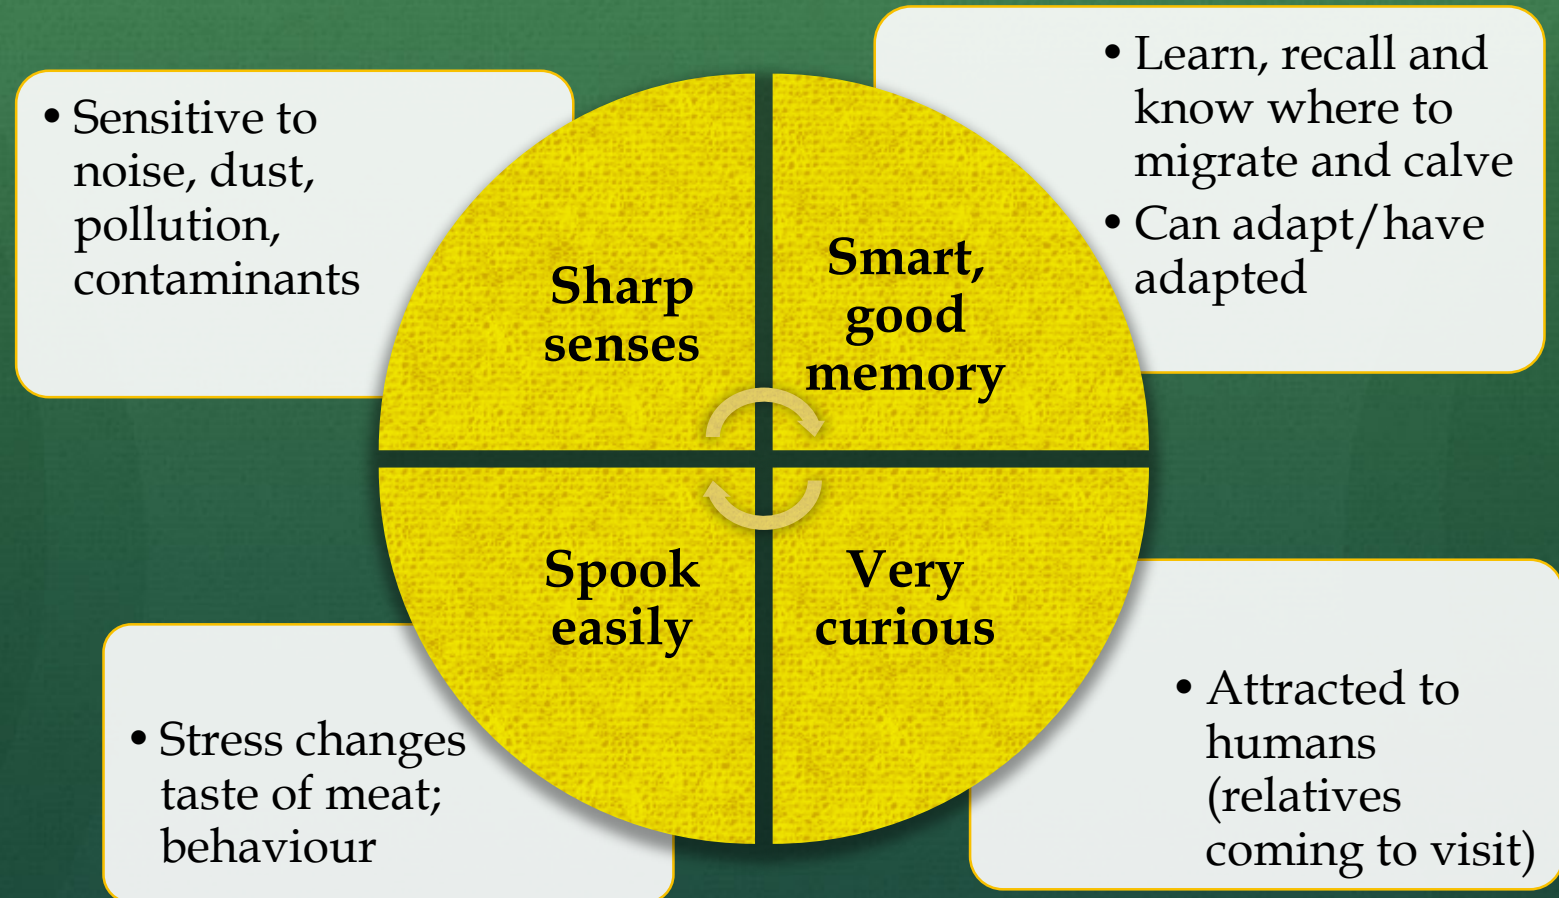 • Sensitive to
noise, dust,
pollution,
contaminants
Sharp
senses
Smart,
good
memory
• Learn, recall and
know where to
migrate and calve
• Can adapt/have
adapted
Spook
easily
• Stress changes
taste of meat;
behaviour
Very
curious
• Attracted to
humans
(relatives
coming to visit)